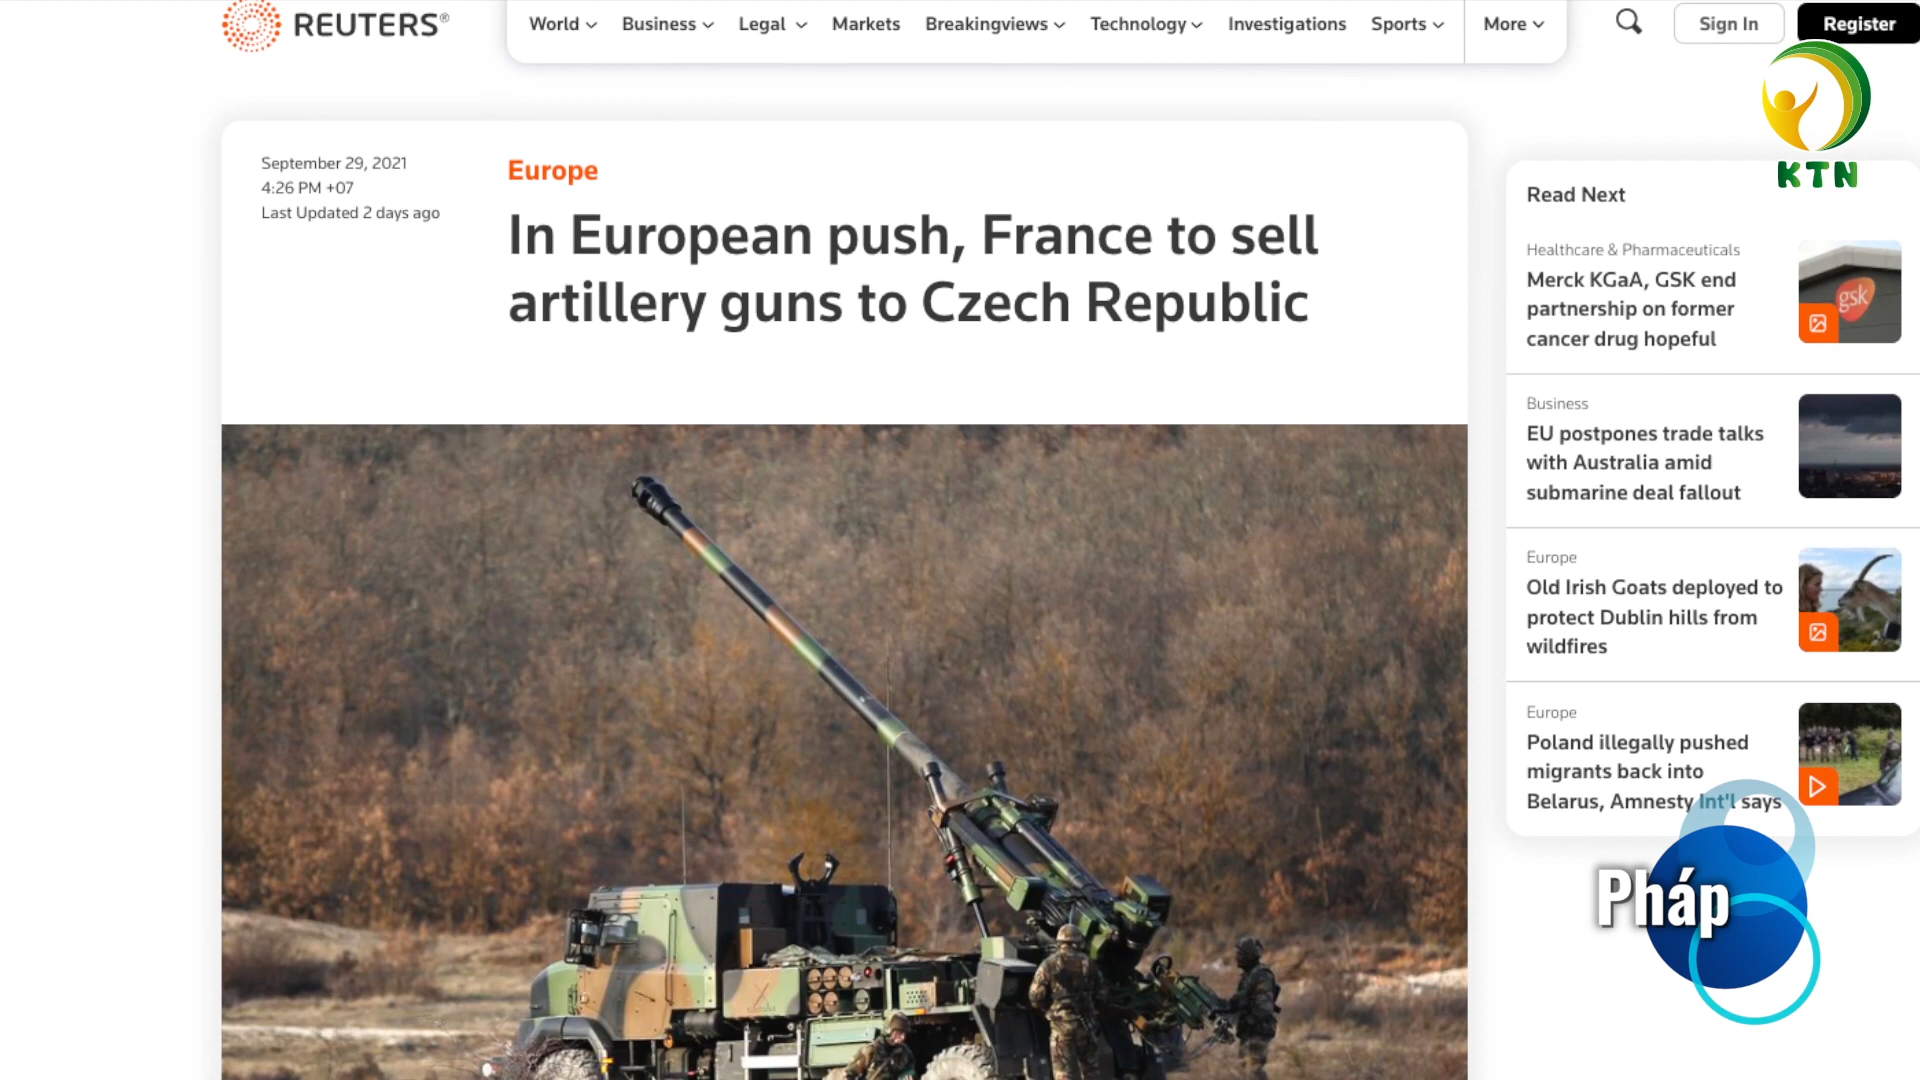 REUTERS®
World
Business
Legal
Markets
Breakingviews
Technology
Investigations
Sports
More
Sign In
Register
KTN
September 29, 2021
4:26 PM +07
Last Updated 2 days ago
Europe
In European push, France to sell
artillery guns to Czech Republic
Read Next
Healthcare & Pharmaceuticals
Merck KGaA, GSK end
partnership on former
cancer drug hopeful
gsk
Business
EU postpones trade talks
with Australia amid
submarine deal fallout
Europe
Old Irish Goats deployed to
protect Dublin hills from
wildfires
Europe
Poland illegally pushed
migrants back into
Belarus, Amnesty Int'l says
Pháp